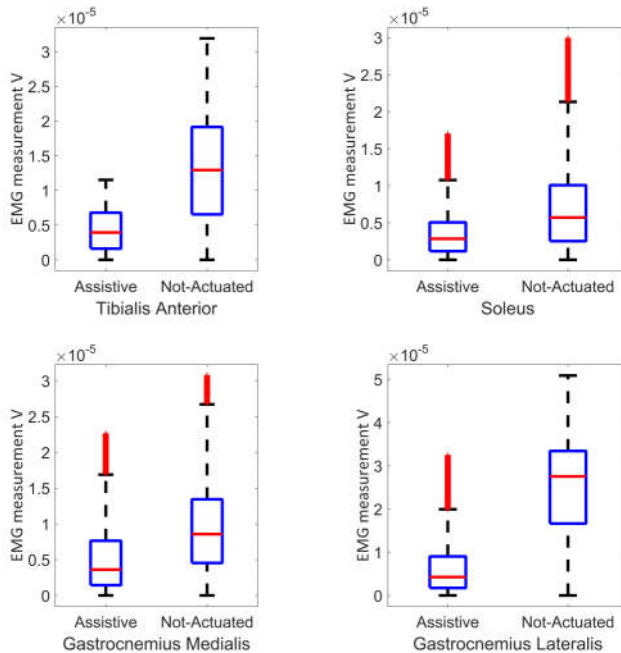 ×10⁻⁵
EMG measurement V
3
2.5
2
1.5
1
0.5
0
Assistive Not-Actuated
Tibialis Anterior
×10⁻⁵
EMG measurement V
3
2.5
2
1.5
1
0.5
0
Assistive Not-Actuated
Soleus
×10⁻⁵
EMG measurement V
3
2.5
2
1.5
1
0.5
0
Assistive Not-Actuated
Gastrocnemius Medialis
×10⁻⁵
EMG measurement V
5
4
3
2
1
0
Assistive Not-Actuated
Gastrocnemius Lateralis